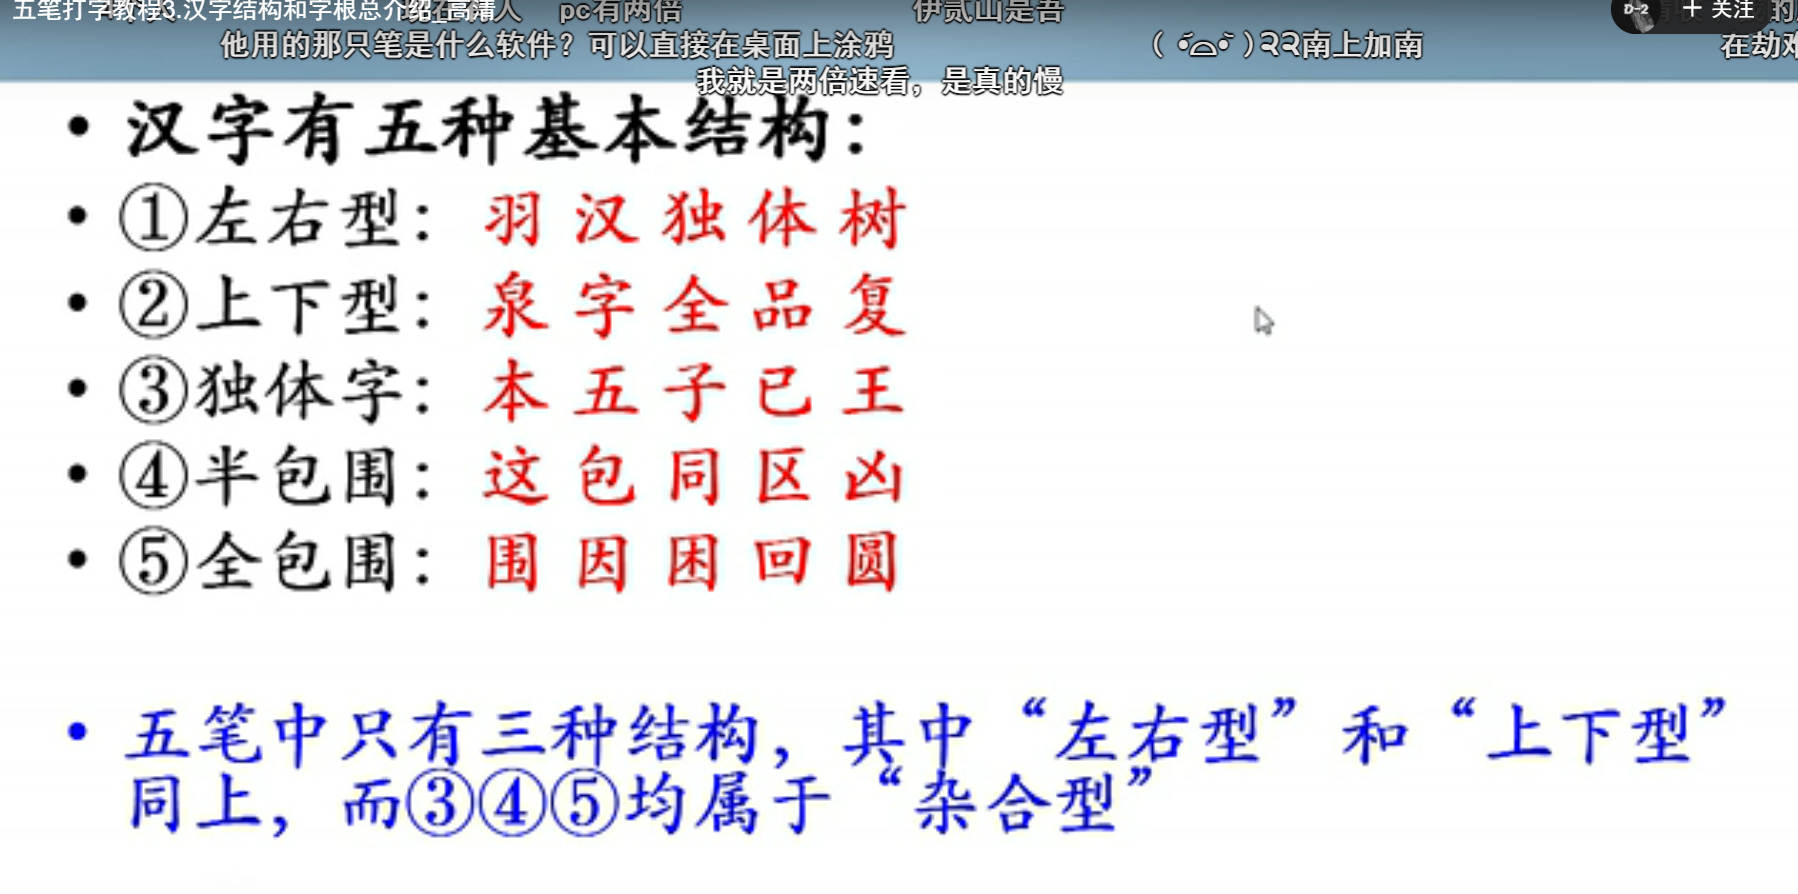 五笔打字教程3.汉字结构和字根总介绍_高清
人 pc有两倍
伊贰山是吾
D-2
+ 关注
的
他用的那只笔是什么软件？可以直接在桌面上涂鸦
南上加南
在劫难
我就是两倍速看，是真的慢
• 汉字有五种基本结构：
• ①左右型： 羽 汉 独 体 树
• ②上下型： 泉 字 全 品 复
• ③独体字： 本 五 子 已 王
• ④半包围： 这 包 同 区 凶
• ⑤全包围： 围 因 困 回 圆
• 五笔中只有三种结构，其中“左右型”和“上下型”
同上，而③④⑤均属于“杂合型”